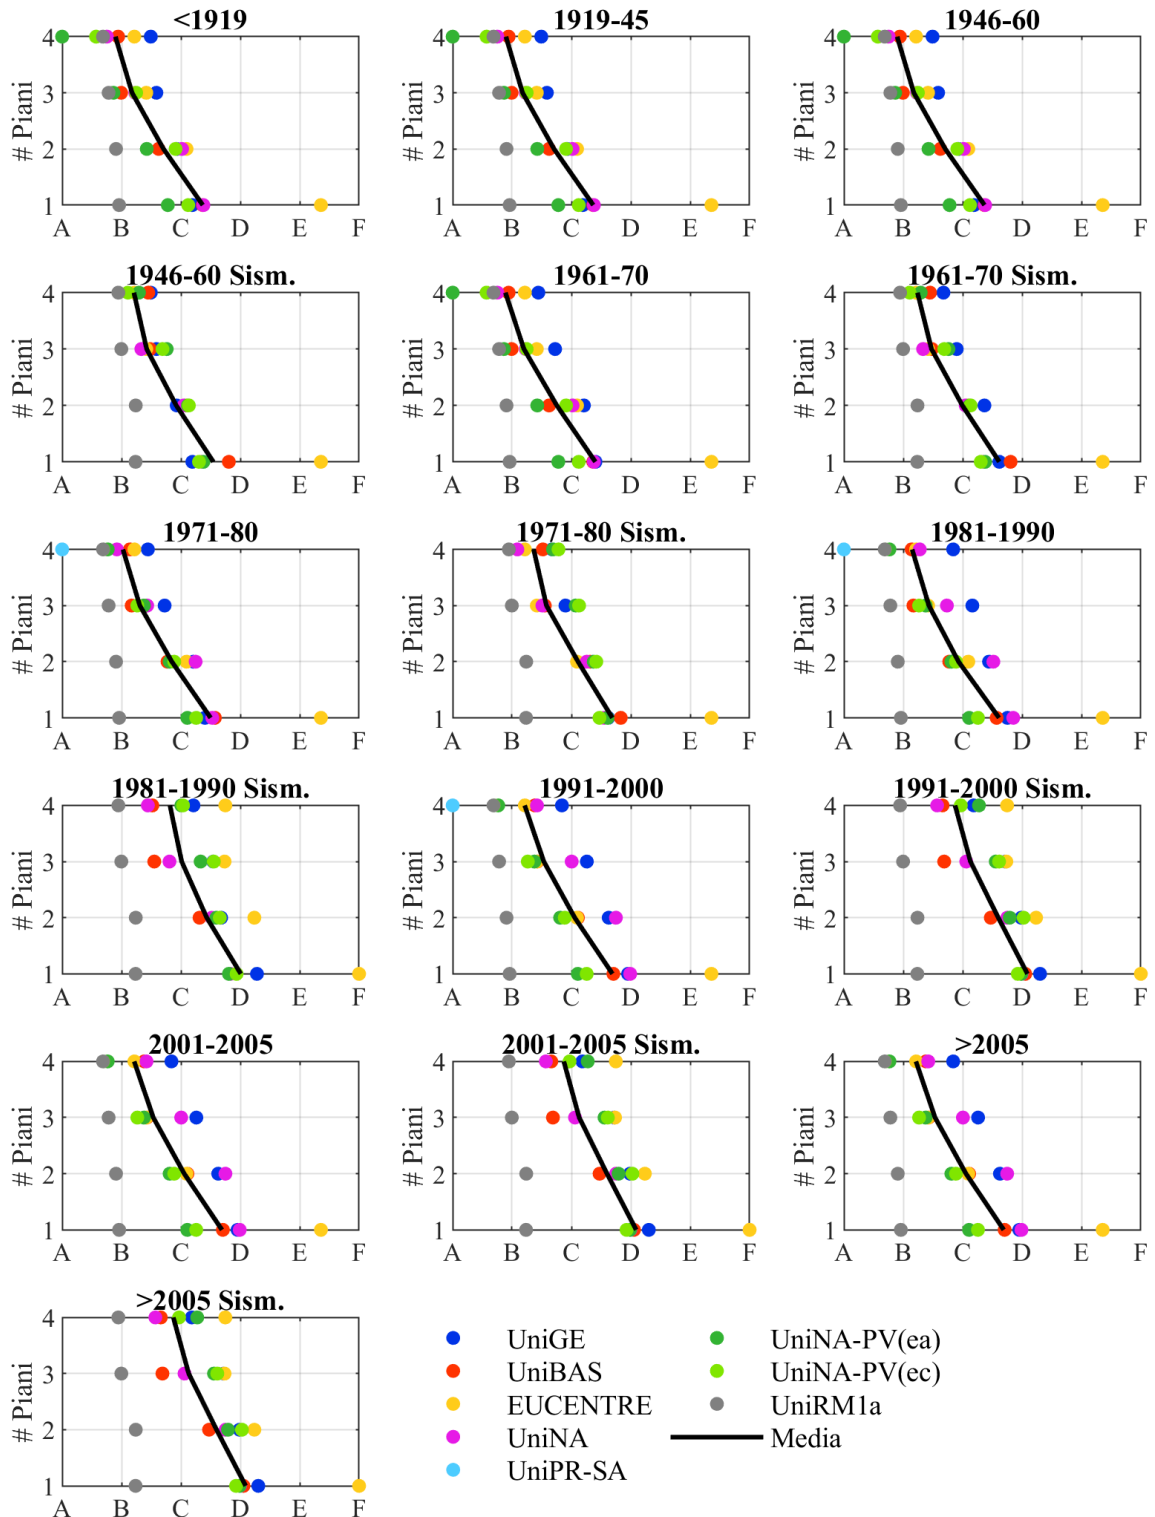 <1919
1919-45
1946-60
4
3
2
1
# Piani
A B C D E F
4
3
2
1
# Piani
A B C D E F
4
3
2
1
# Piani
A B C D E F
1946-60 Sism.
1961-70
1961-70 Sism.
4
3
2
1
# Piani
A B C D E F
4
3
2
1
# Piani
A B C D E F
4
3
2
1
# Piani
A B C D E F
1971-80
1971-80 Sism.
1981-1990
4
3
2
1
# Piani
A B C D E F
4
3
2
1
# Piani
A B C D E F
4
3
2
1
# Piani
A B C D E F
1981-1990 Sism.
1991-2000
1991-2000 Sism.
4
3
2
1
# Piani
A B C D E F
4
3
2
1
# Piani
A B C D E F
4
3
2
1
# Piani
A B C D E F
2001-2005
2001-2005 Sism.
>2005
4
3
2
1
# Piani
A B C D E F
4
3
2
1
# Piani
A B C D E F
4
3
2
1
# Piani
A B C D E F
>2005 Sism.
4
3
2
1
# Piani
A B C D E F
UniGE
UniBAS
EUCENTRE
UniNA
UniPR-SA
UniNA-PV(ea)
UniNA-PV(ec)
UniRM1a
Media